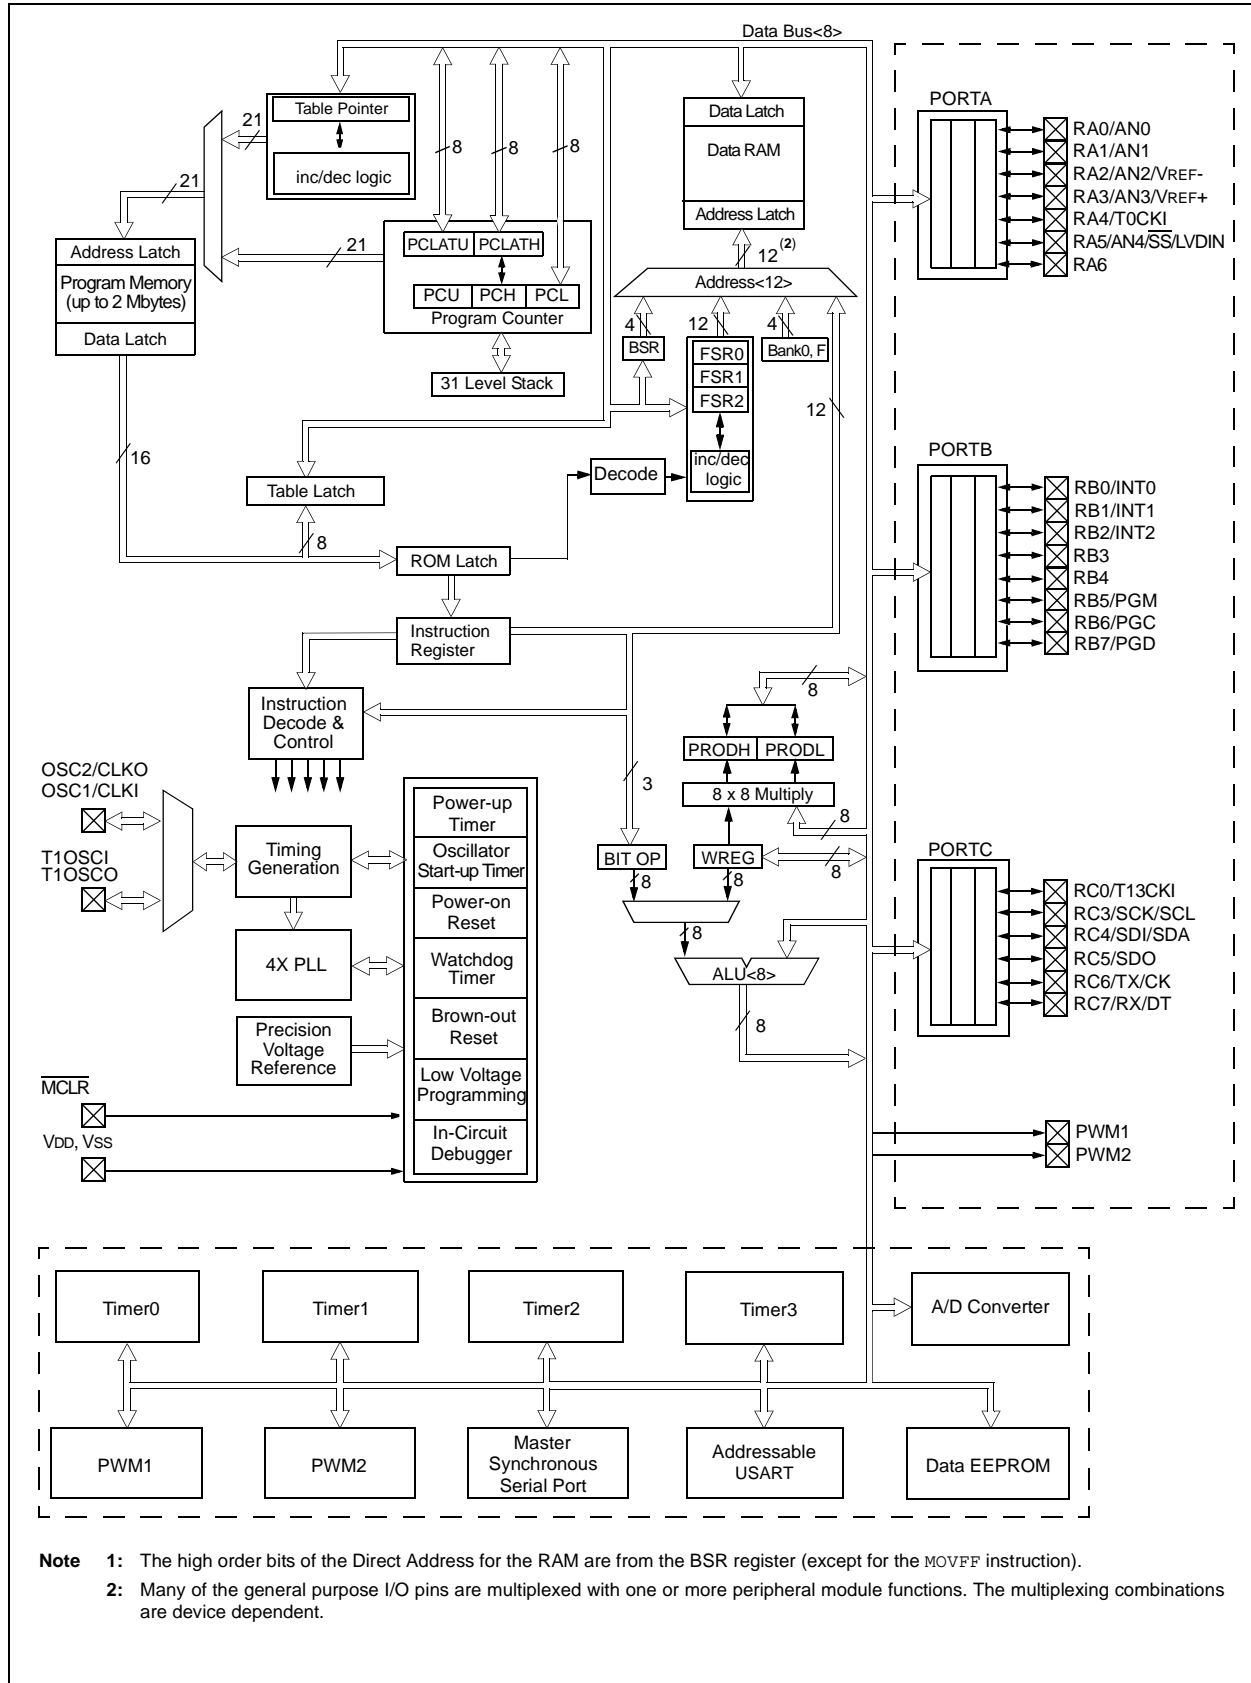 Data Bus<8>
Table Pointer
inc/dec logic
21
21
21
8
8
8
Data Latch
Data RAM
Address Latch
12(2)
Address<12>
PORTA
RA0/AN0
RA1/AN1
RA2/AN2/VREF-
RA3/AN3/VREF+
RA4/T0CKI
RA5/AN4/SS/LVDIN
RA6
Address Latch
Program Memory
(up to 2 Mbytes)
Data Latch
PCLATU
PCLATH
PCU
PCH
PCL
Program Counter
31 Level Stack
4
12
4
BSR
FSR0
FSR1
FSR2
inc/dec
logic
Bank0, F
12
16
Table Latch
8
Decode
ROM Latch
Instruction
Register
PORTB
RB0/INT0
RB1/INT1
RB2/INT2
RB3
RB4
RB5/PGM
RB6/PGC
RB7/PGD
Instruction
Decode &
Control
8
PRODH
PRODL
8 x 8 Multiply
3
8
BIT OP
WREG
8
8
8
8
ALU<8>
8
OSC2/CLKO
OSC1/CLKI
T1OSCI
T1OSCO
Timing
Generation
4X PLL
Precision
Voltage
Reference
Power-up
Timer
Oscillator
Start-up Timer
Power-on
Reset
Watchdog
Timer
Brown-out
Reset
Low Voltage
Programming
In-Circuit
Debugger
MCLR
VDD, VSS
PORTC
RC0/T13CKI
RC3/SCK/SCL
RC4/SDI/SDA
RC5/SDO
RC6/TX/CK
RC7/RX/DT
PWM1
PWM2
Timer0
Timer1
Timer2
Timer3
A/D Converter
PWM1
PWM2
Master
Synchronous
Serial Port
Addressable
USART
Data EEPROM
Note 1: The high order bits of the Direct Address for the RAM are from the BSR register (except for the MOVFF instruction).
2: Many of the general purpose I/O pins are multiplexed with one or more peripheral module functions. The multiplexing combinations
are device dependent.